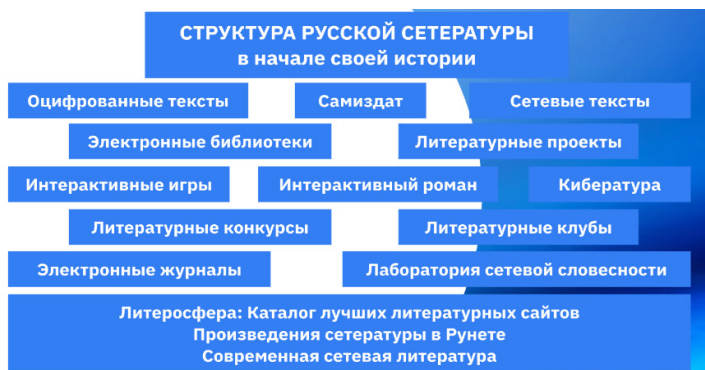 СТРУКТУРА РУССКОЙ СЕТЕРАТУРЫ
в начале своей истории
Оцифрованные тексты
Самиздат
Сетевые тексты
Электронные библиотеки
Литературные проекты
Интерактивные игры
Интерактивный роман
Кибература
Литературные конкурсы
Литературные клубы
Электронные журналы
Лаборатория сетевой словесности
Литеросфера: Каталог лучших литературных сайтов
Произведения сетературы в Рунете
Современная сетевая литература